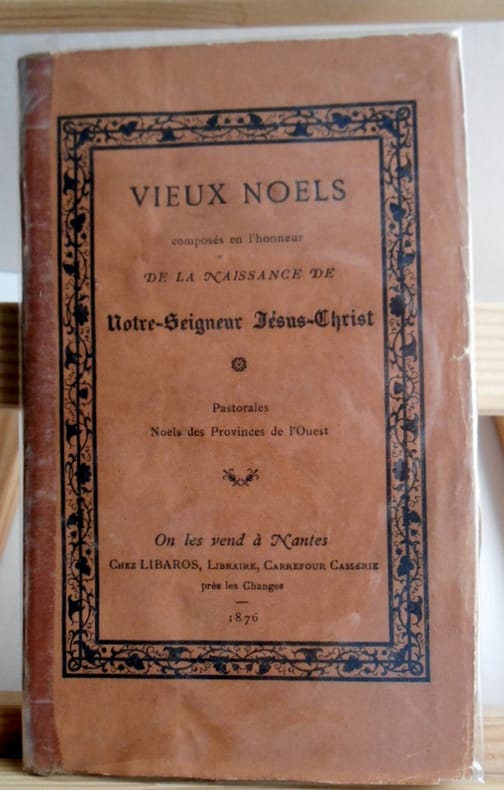 VIEUX NOELS
composés en l'honneur
DE LA NAISSANCE DE
Notre-Seigneur Jésus-Christ
Pastorales
Noels des Provinces de l'Ouest
On les vend à Nantes
CHEZ LIBAROS, LIBRAIRE, CARREFOUR CASSERIE
près les Changes
1876